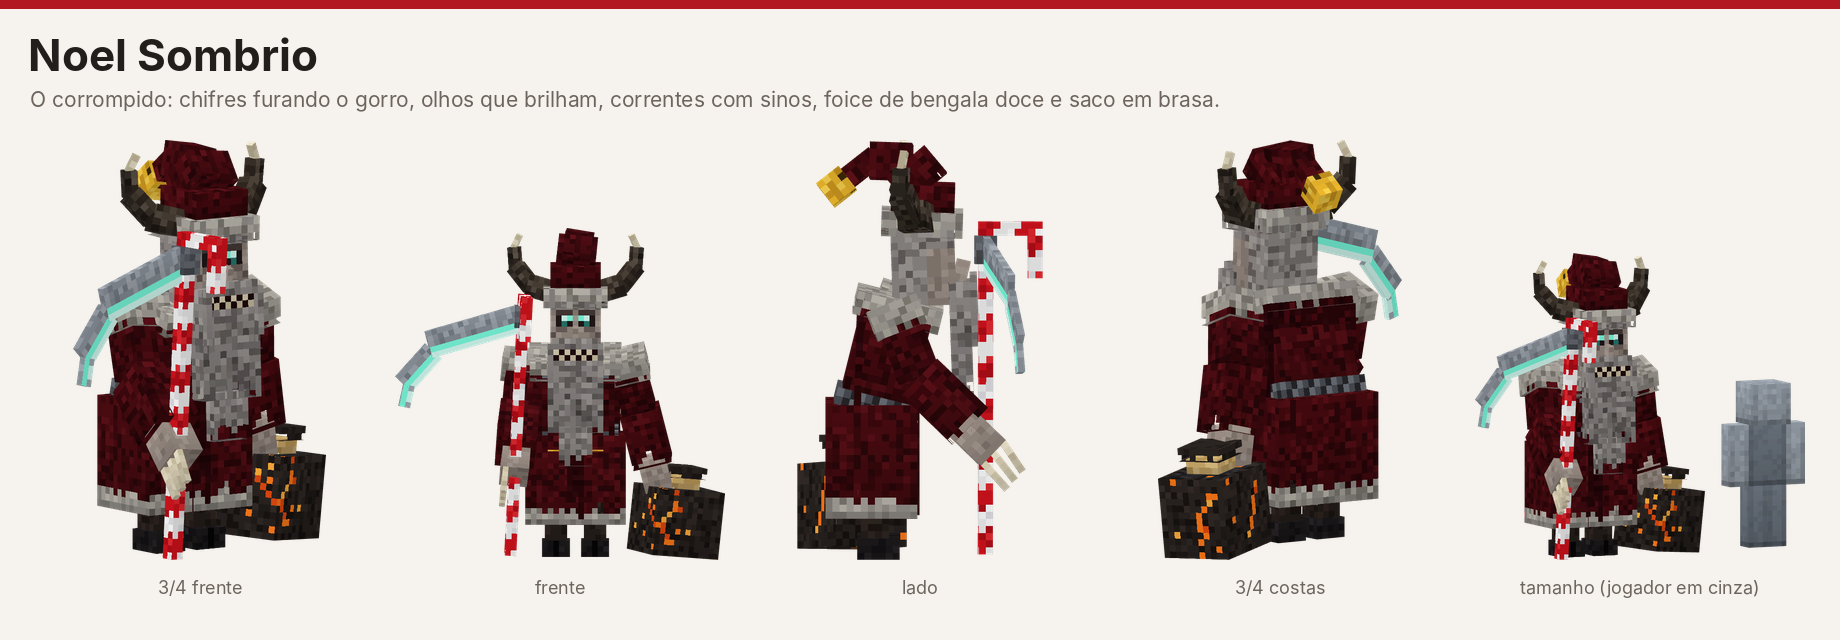 Noel Sombrio
O corrompido: chifres furando o gorro, olhos que brilham, correntes com sinos, foice de bengala doce e saco em brasa.
3/4 frente
frente
lado
3/4 costas
tamanho (jogador em cinza)